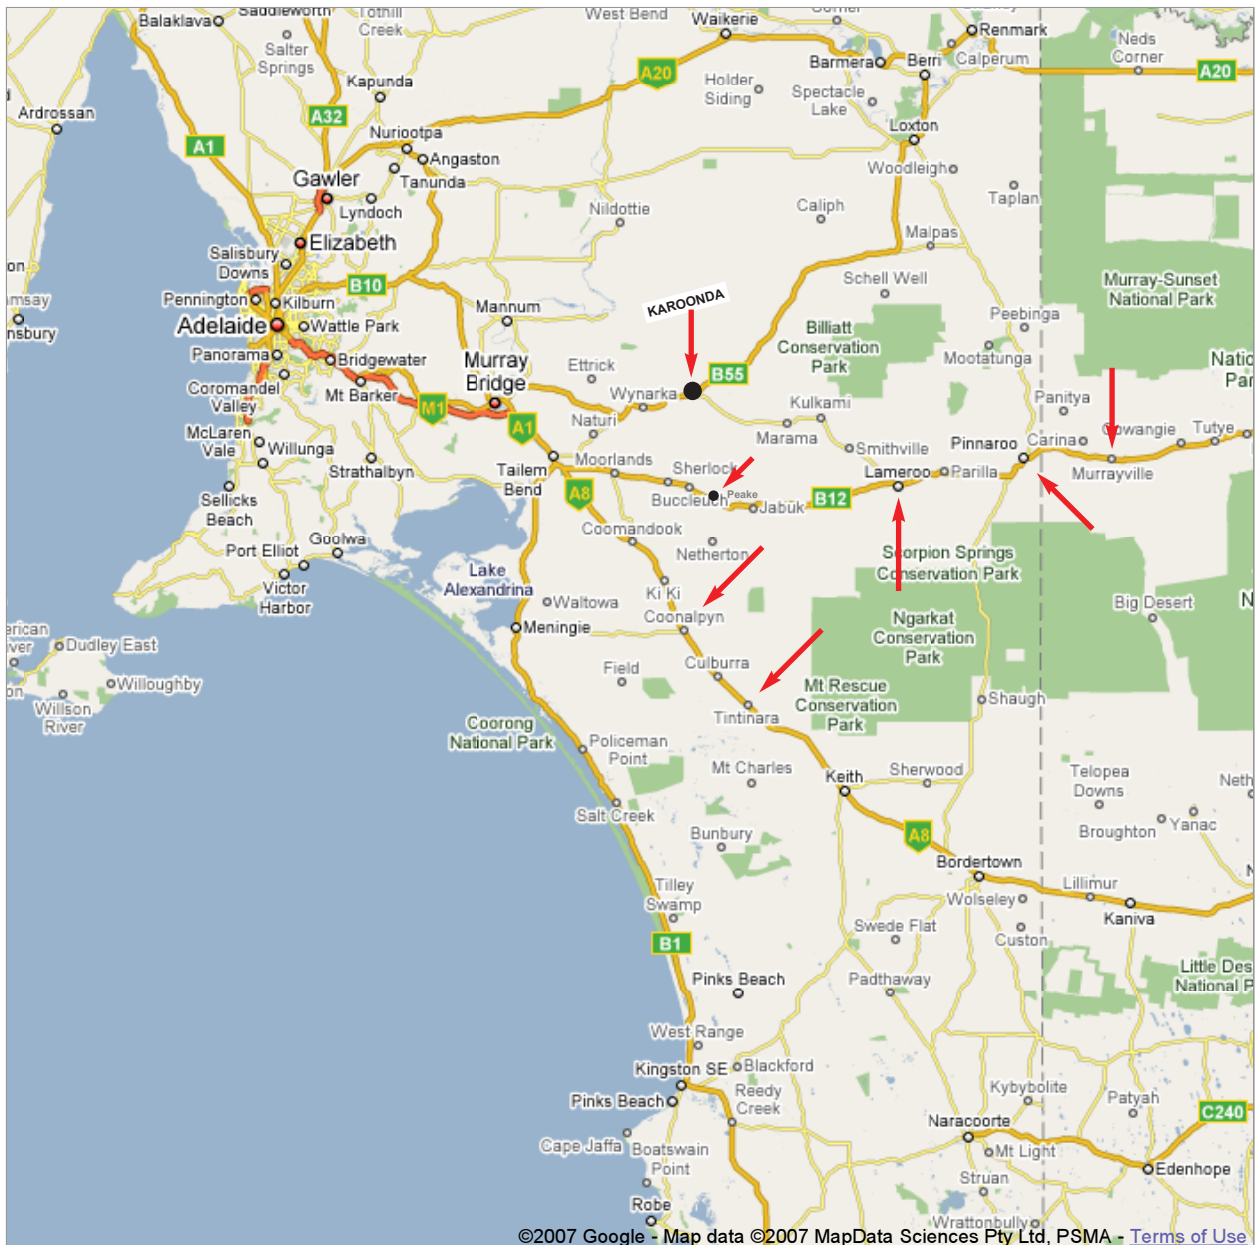 Balaklava
Saddleworth
Tothill
Creek
West Bend
Waikerie
Corner
Renmark
Neds
Corner
Salter
Springs
Kapunda
A20
Holder
Siding
Barmera
Berri
Calperum
A20
Spectacle
Lake
Ardrossan
A32
A1
Nuriootpa
Angaston
Tanunda
Loxton
Woodleigh
Gawler
Lyndoch
Nildottie
Caliph
Taplan
Elizabeth
Salisbury
Downs
Malpas
B10
Schell Well
Murray-Sunset
National Park
Pennington
Kilburn
Mannum
KAROONDA
Peebinga
Adelaide
Wattle Park
Billiatt
Conservation
Park
Panorama
Bridgewater
Murray
Bridge
Ettrick
B55
Mootatunga
Coromandel
Valley
Mt Barker
M1
Wynarka
Kulkami
Panitya
A1
Naturi
Marama
McLaren
Vale
Willunga
Smithville
Pinnaroo
Carina
Cowangie
Tutye
Strathalbyn
Tailem
Bend
Moorlands
Sherlock
Lameroo
Parilla
Murrayville
Sellicks
Beach
A8
Buccleuch
Peake
Jabuk
B12
Coomandook
Port Elliot
Goolwa
Netherton
Scorpion Springs
Conservation Park
Victor
Harbor
Lake
Alexandrina
Waltowa
Ki Ki
Coonalpyn
Ngarkat
Conservation
Park
Big Desert
Meningie
Dudley East
Willoughby
Willson
River
Field
Culburra
Tintinara
Mt Rescue
Conservation
Park
Shaugh
Coorong
National Park
Policeman
Point
Mt Charles
Keith
Sherwood
Telopea
Downs
Salt Creek
Bunbury
A8
Broughton
Yanac
Bordertown
Tilley
Swamp
Wolseley
Lillimur
Kaniva
Swede Flat
Custon
B1
Pinks Beach
Padthaway
West Range
Kingston SE
Blackford
Pinks Beach
Reedy
Creek
Kybybolite
Patyah
C240
Naracoorte
Cape Jaffa
Boatswain
Point
Mt Light
Edenhope
Struan
Robe
Wrattonbully
©2007 Google - Map data ©2007 MapData Sciences Pty Ltd, PSMA - Terms of Use